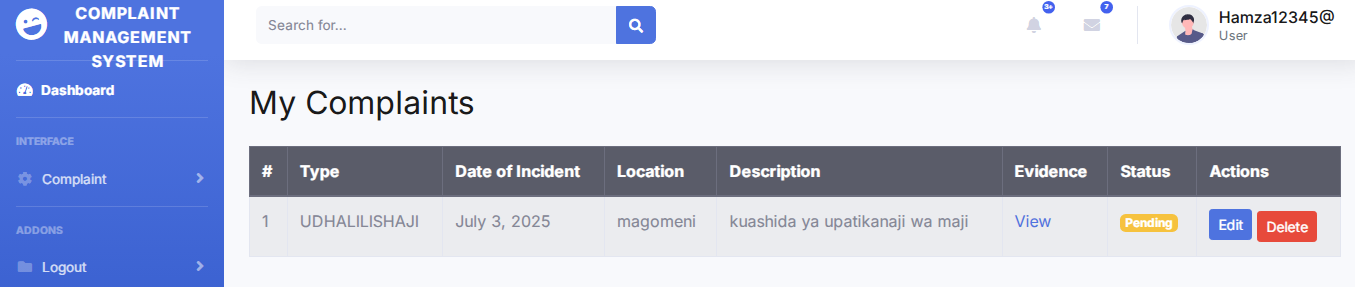 COMPLAINT
MANAGEMENT
SYSTEM
Dashboard
INTERFACE
Complaint
ADDONS
Logout
Search for...
3+
7
Hamza12345@
User
My Complaints
# Type Date of Incident Location Description Evidence Status Actions
1 UDHALILISHAJI July 3, 2025 magomeni kuashida ya upatikanaji wa maji View Pending Edit Delete